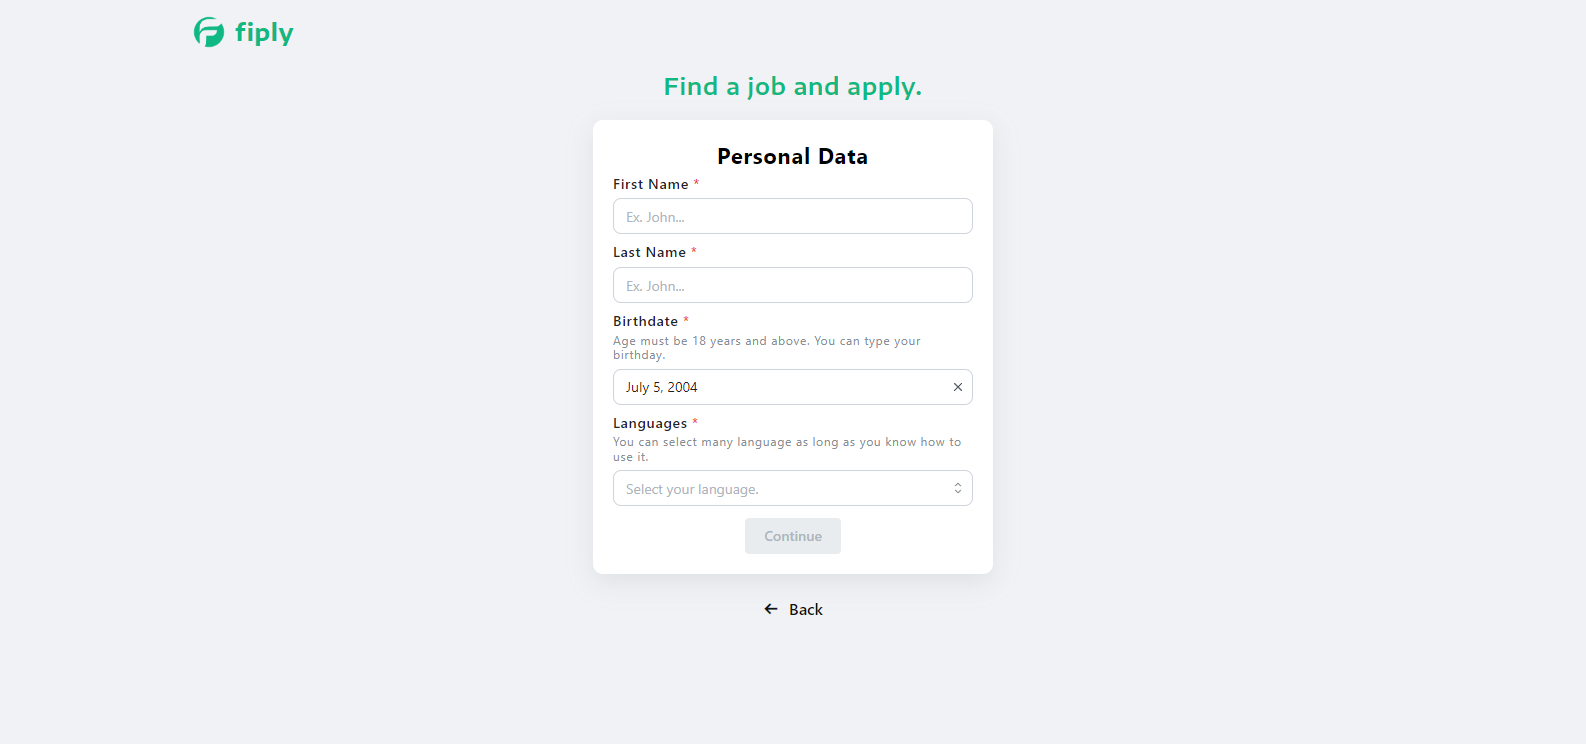 fiply
Find a job and apply.
Personal Data
First Name *
Ex. John...
Last Name *
Ex. John...
Birthdate *
Age must be 18 years and above. You can type your
birthday.
July 5, 2004
Languages *
You can select many language as long as you know how to
use it.
Select your language.
Continue
Back